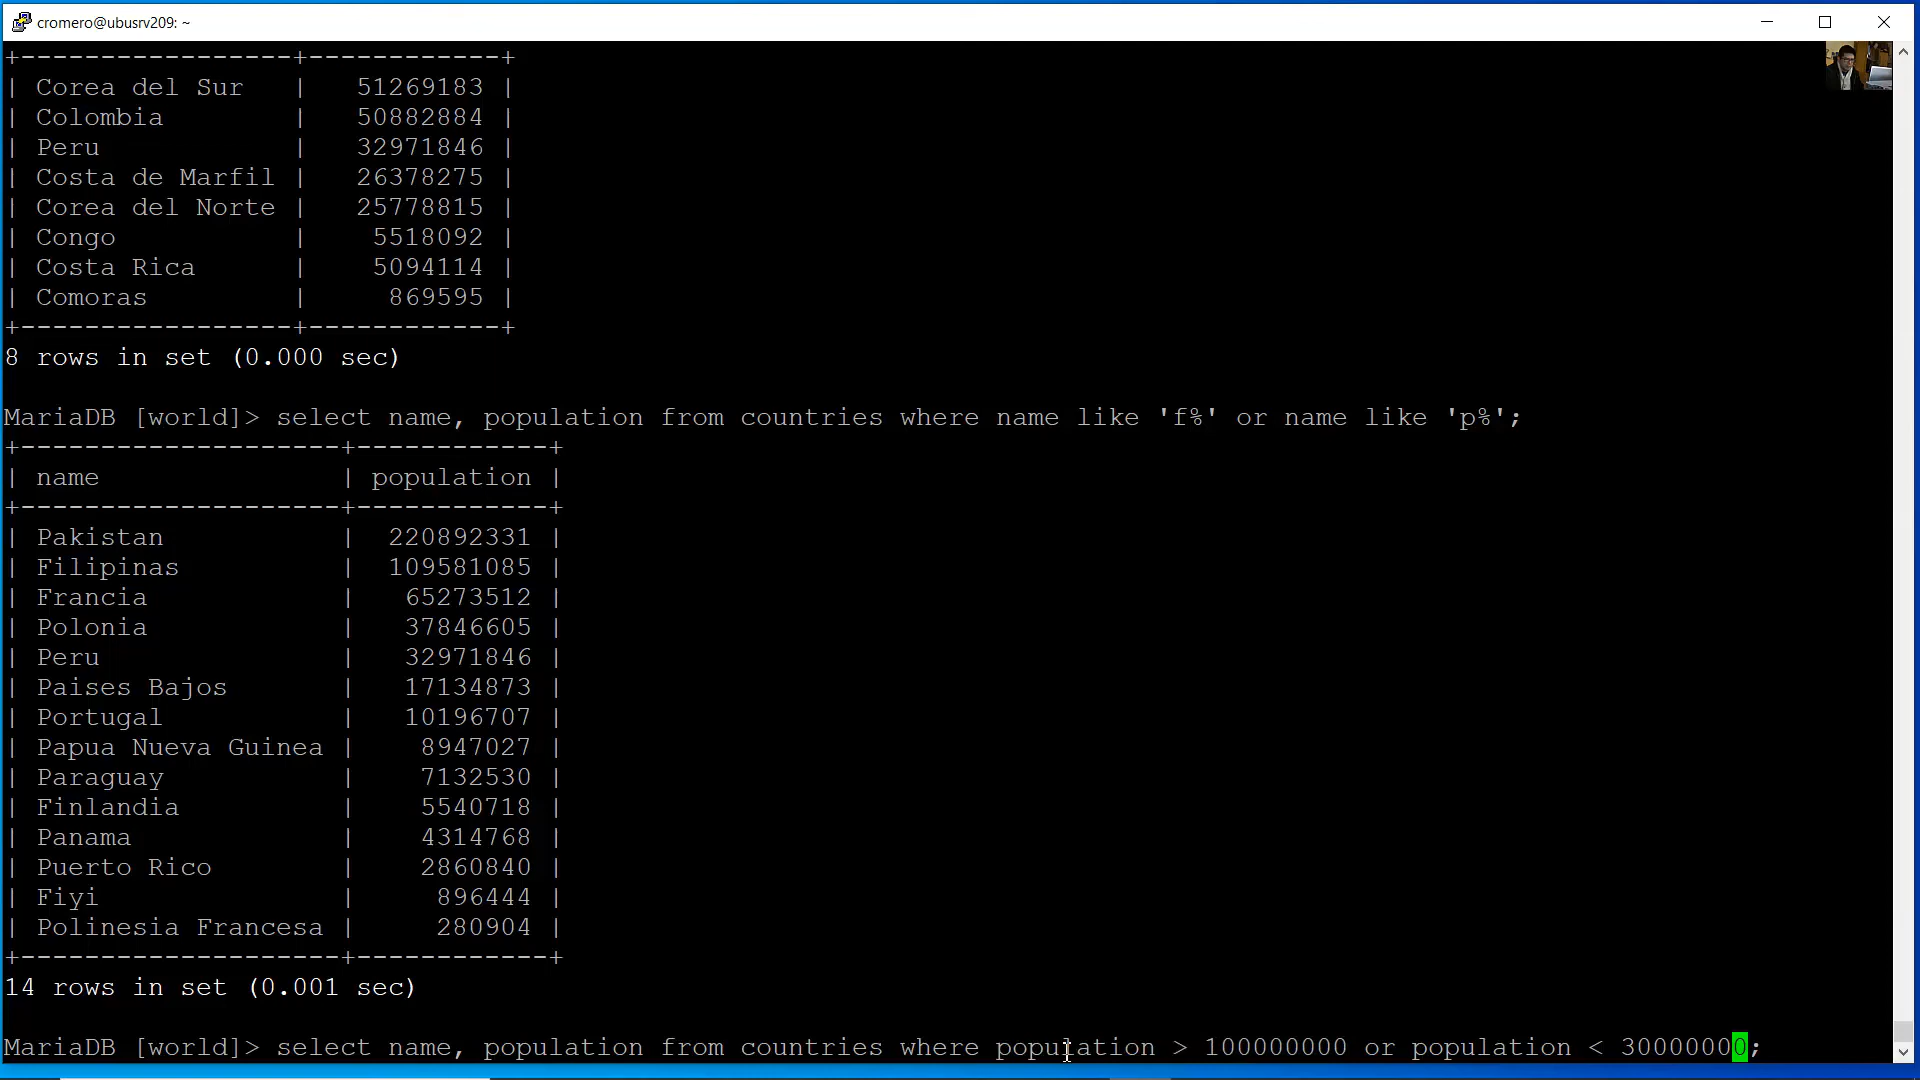 cromero@ubusrv209: ~
+-----------------+------------+
| Corea del Sur   |   51269183 |
| Colombia        |   50882884 |
| Peru            |   32971846 |
| Costa de Marfil |   26378275 |
| Corea del Norte |   25778815 |
| Congo           |    5518092 |
| Costa Rica      |    5094114 |
| Comoras         |     869595 |
+-----------------+------------+
8 rows in set (0.000 sec)
MariaDB [world]> select name, population from countries where name like 'f%' or name like 'p%';
+--------------------+------------+
| name               | population |
+--------------------+------------+
| Pakistan           |  220892331 |
| Filipinas          |  109581085 |
| Francia            |   65273512 |
| Polonia            |   37846605 |
| Peru               |   32971846 |
| Paises Bajos       |   17134873 |
| Portugal           |   10196707 |
| Papua Nueva Guinea |    8947027 |
| Paraguay           |    7132530 |
| Finlandia          |    5540718 |
| Panama             |    4314768 |
| Puerto Rico        |    2860840 |
| Fiyi               |     896444 |
| Polinesia Francesa |     280904 |
+--------------------+------------+
14 rows in set (0.001 sec)
MariaDB [world]> select name, population from countries where population > 100000000 or population < 30000000;